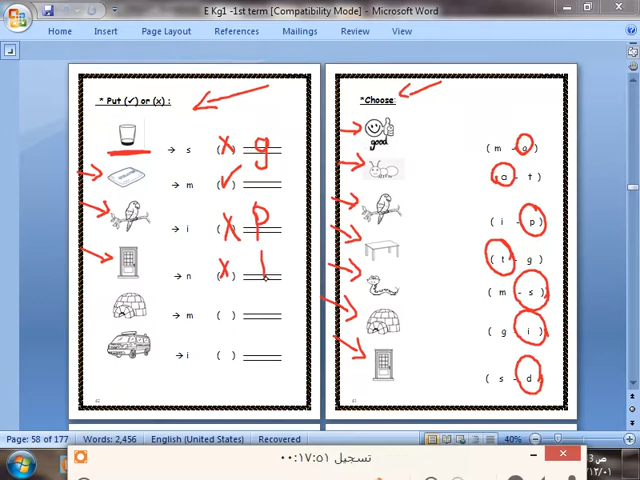 E Kg1 -1st term [Compatibility Mode] - Microsoft Word
Home Insert Page Layout References Mailings Review View
* Put (✓) or (x) :
s ( x ) g
m ( ✓ )
i ( x ) p
n ( x )
m ( )
i ( )
*Choose:
good
( m - g )
( a - t )
( i - p )
( t - g )
( m - s )
( g - i )
( s - d )
Page: 58 of 177 Words: 2,456 English (United States) Recovered 40%
تسجيل ٠٠:١٧:٥١